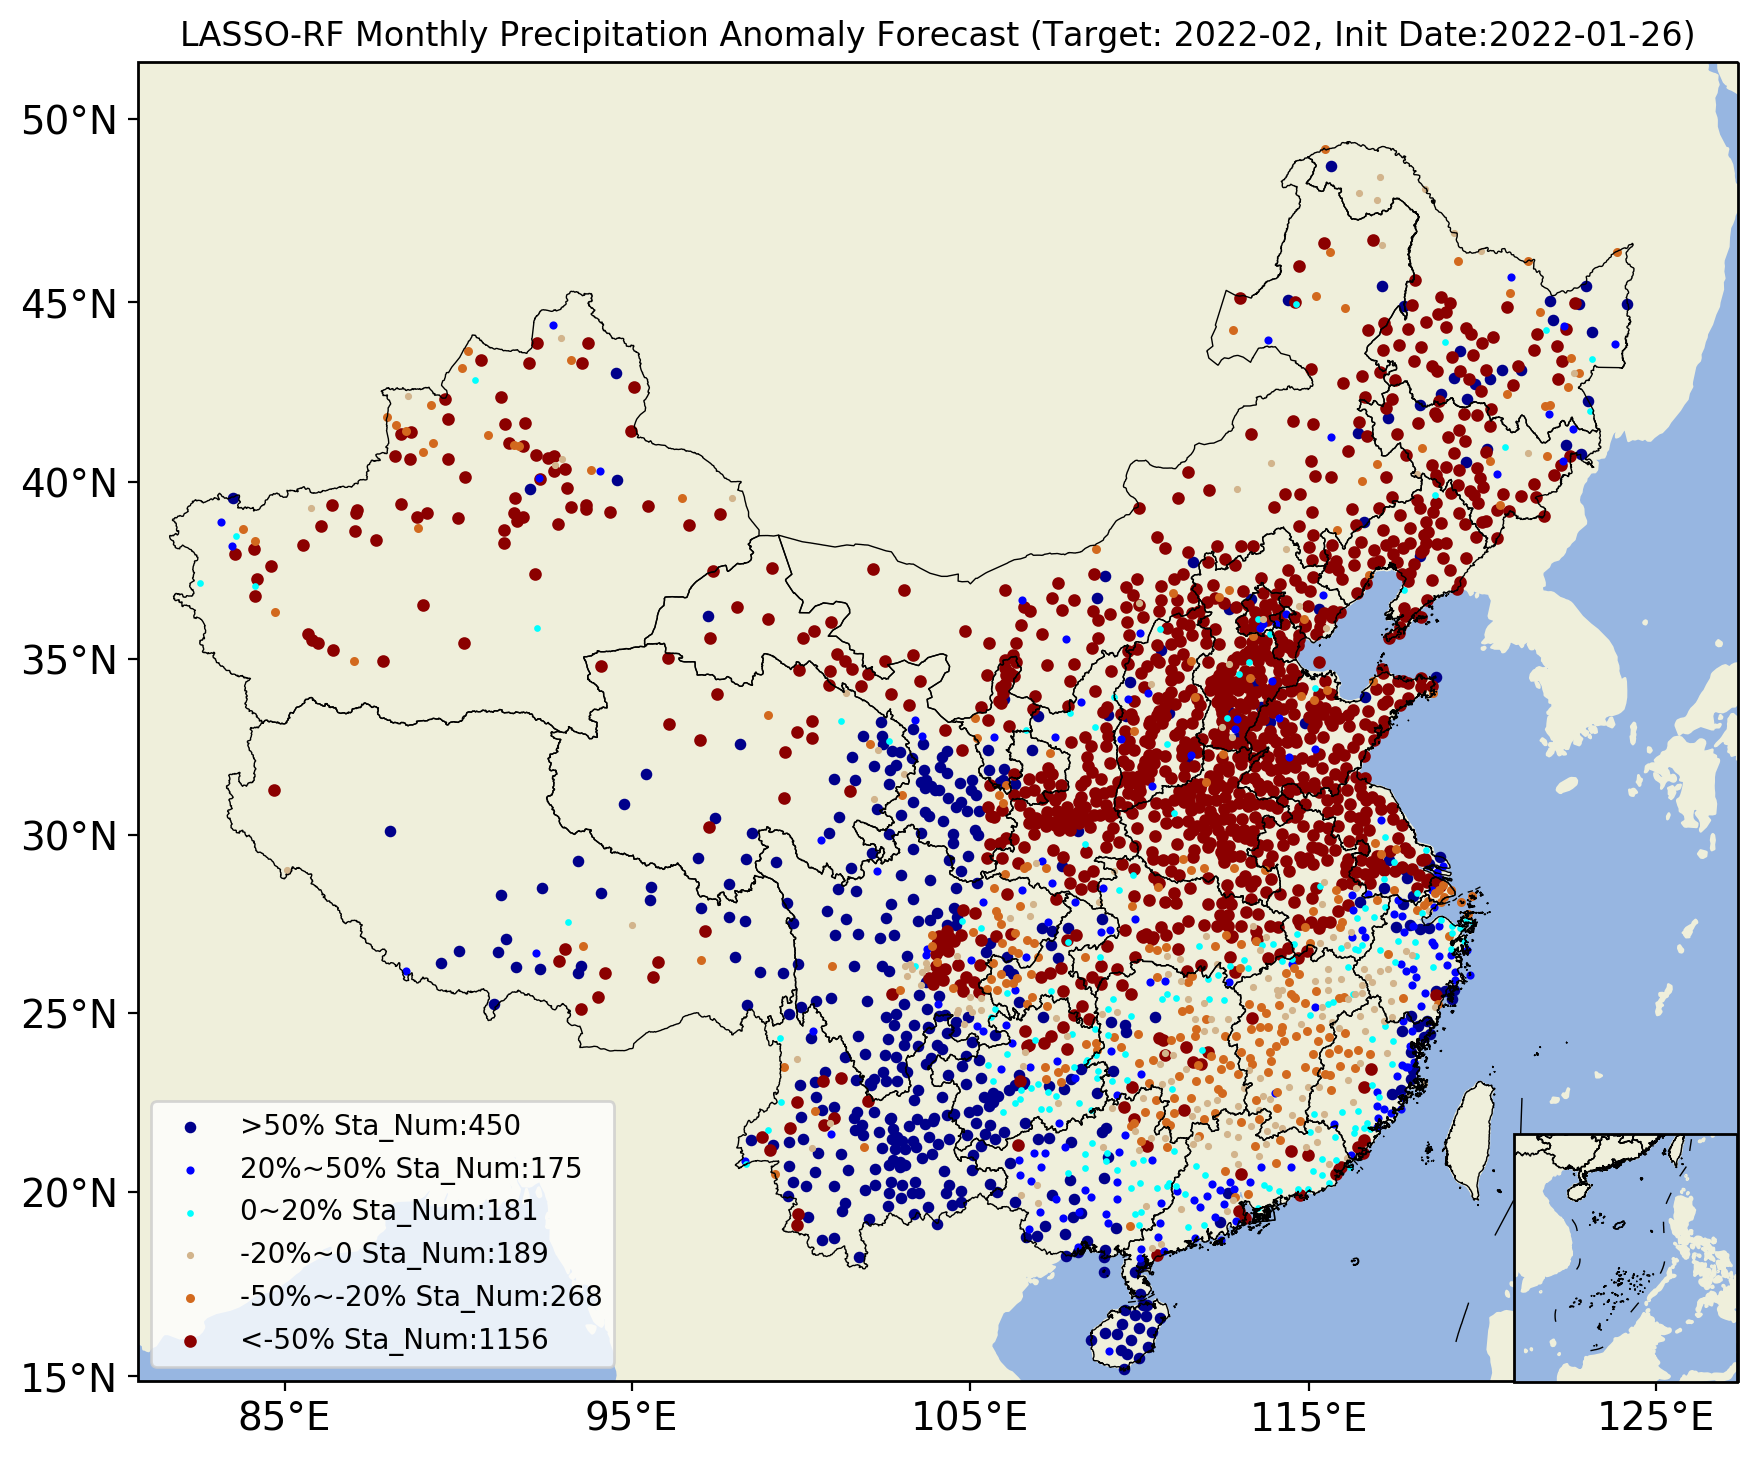 LASSO-RF Monthly Precipitation Anomaly Forecast (Target: 2022-02, Init Date:2022-01-26)
50°N
45°N
40°N
35°N
30°N
25°N
20°N
15°N
>50% Sta_Num:450
20%~50% Sta_Num:175
0~20% Sta_Num:181
-20%~0 Sta_Num:189
-50%~-20% Sta_Num:268
<-50% Sta_Num:1156
85°E
95°E
105°E
115°E
125°E